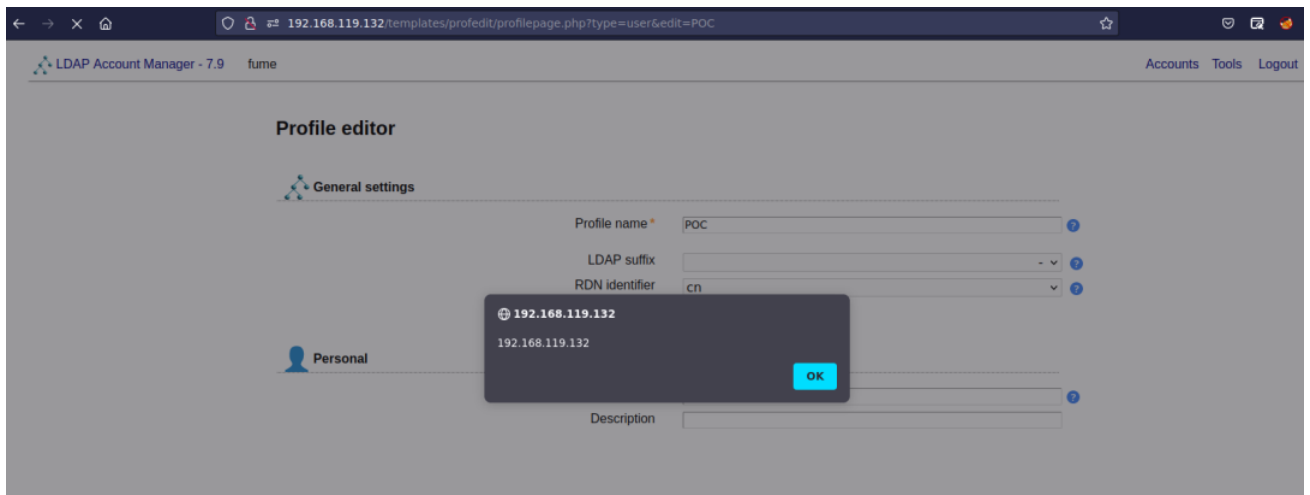 192.168.119.132/templates/profedit/profilepage.php?type=user&edit=POC
LDAP Account Manager - 7.9 fume Accounts Tools Logout
Profile editor
General settings
Profile name * POC ?
LDAP suffix - ?
RDN identifier cn ?
192.168.119.132
192.168.119.132
OK
Personal
?
Description